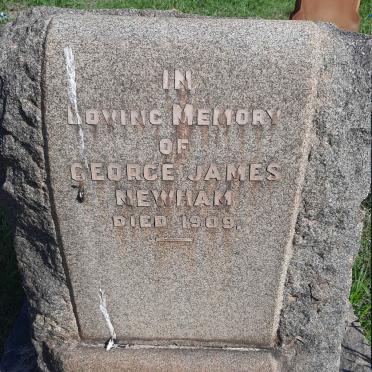 IN
LOVING MEMORY
OF
GEORGE JAMES
NEWHAM
DIED 1909.